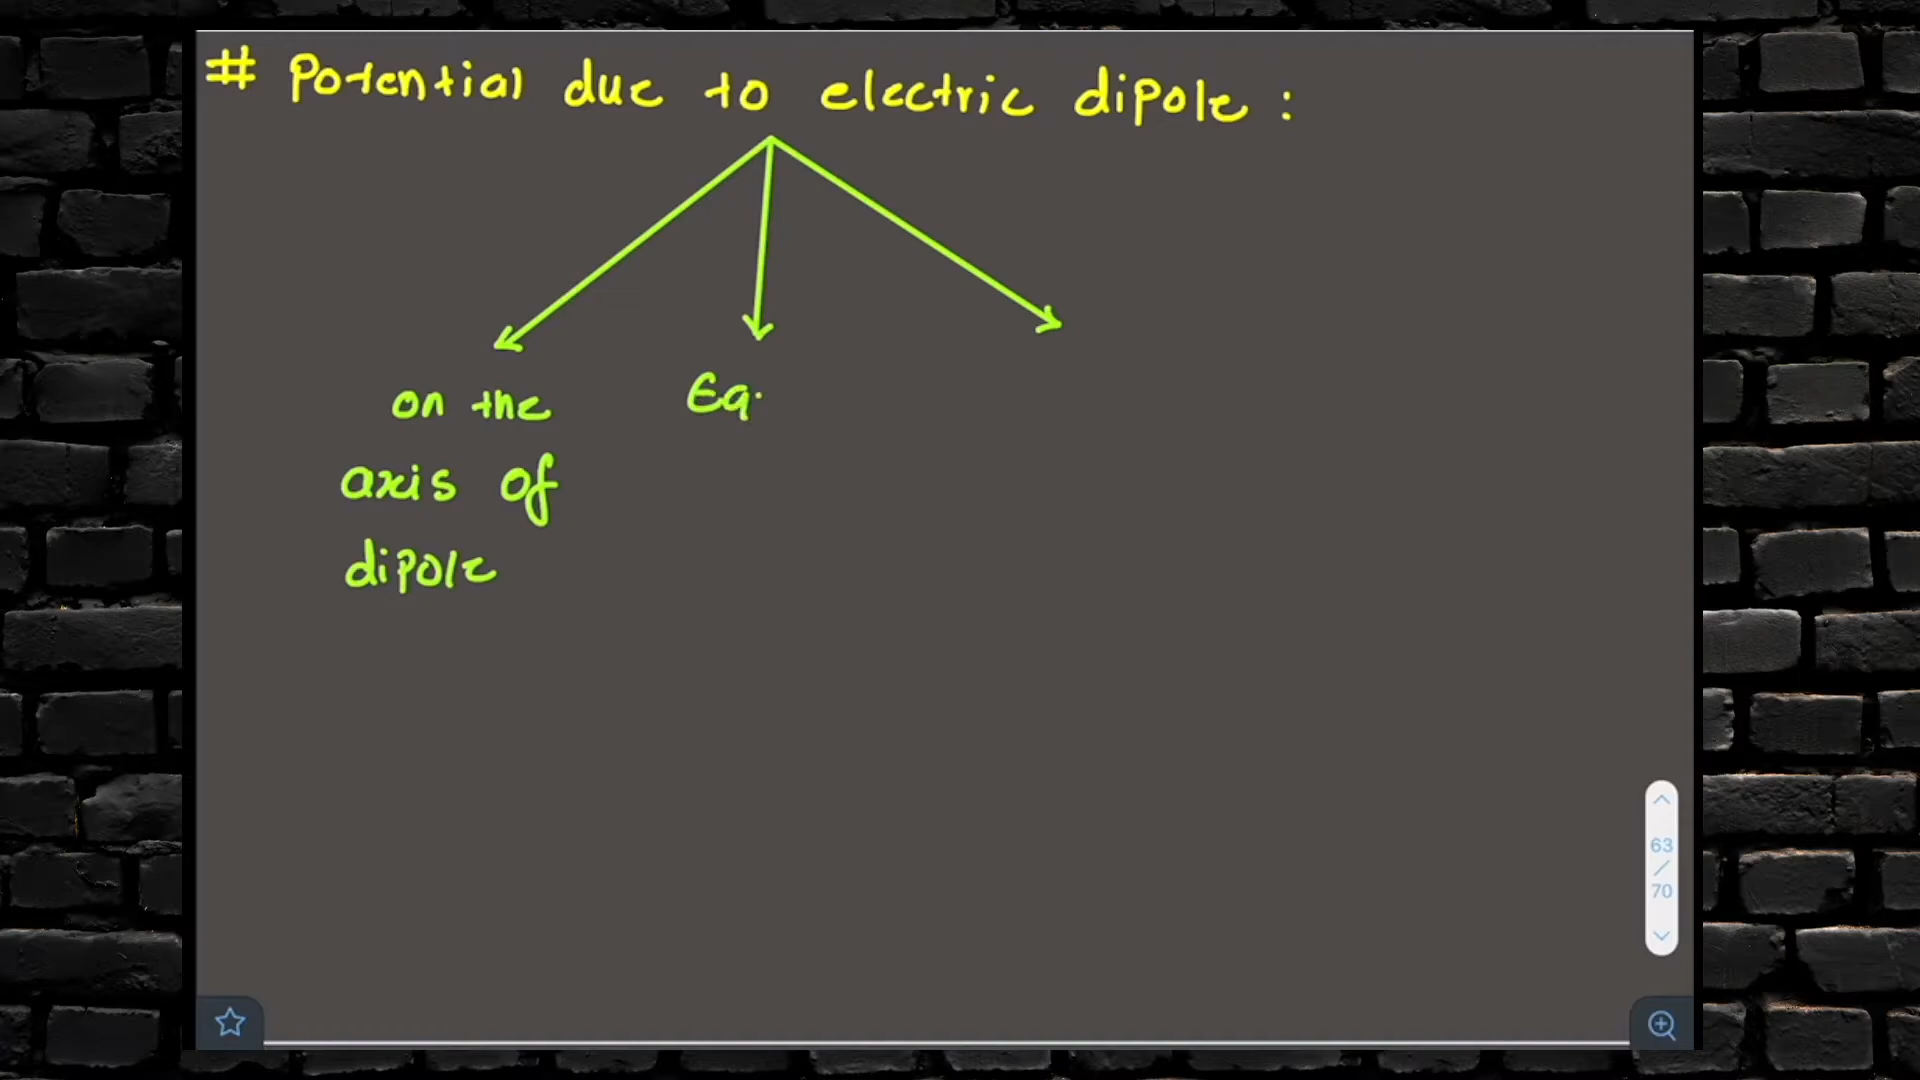 # Potential due to electric dipole :
on the
axis of
dipole
Eq.
63
/
70